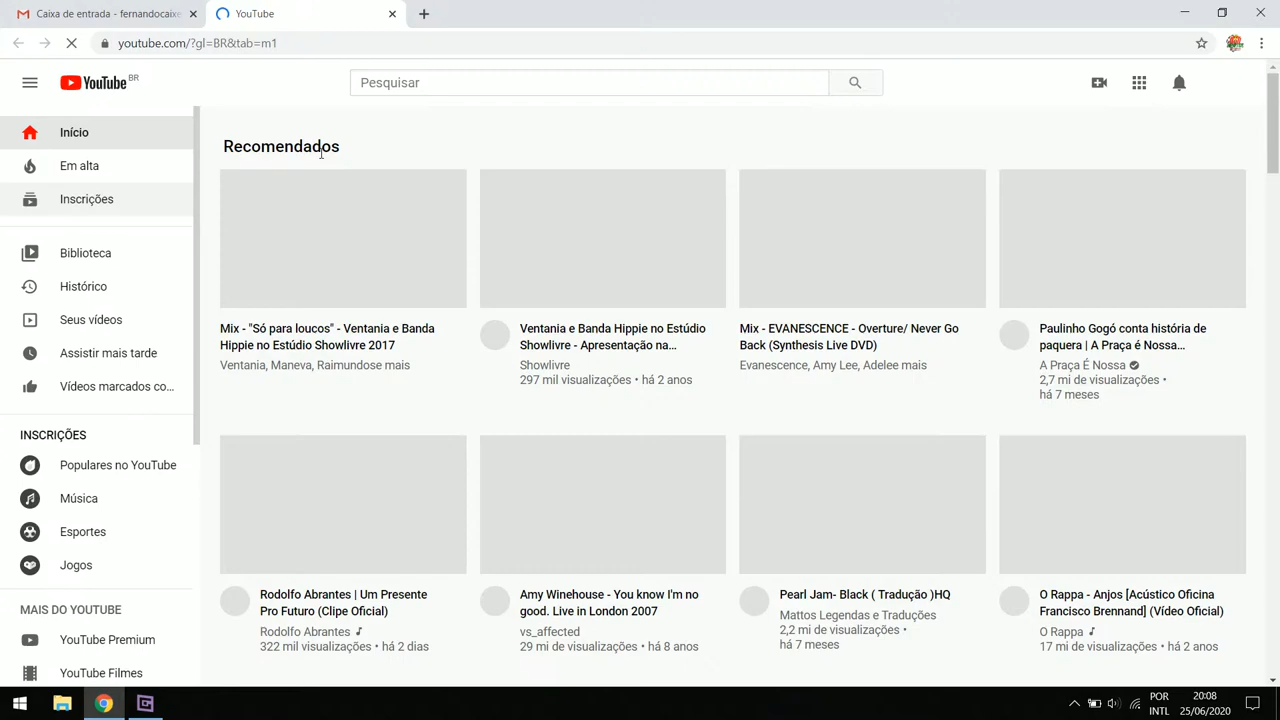 Caixa de entrada - fernandocaixe
YouTube
youtube.com/?gl=BR&tab=m1
YouTube BR
Pesquisar
Início
Em alta
Inscrições
Biblioteca
Histórico
Seus vídeos
Assistir mais tarde
Vídeos marcados co...
INSCRIÇÕES
Populares no YouTube
Música
Esportes
Jogos
MAIS DO YOUTUBE
YouTube Premium
YouTube Filmes
Recomendados
Mix - "Só para loucos" - Ventania e Banda
Hippie no Estúdio Showlivre 2017
Ventania, Maneva, Raimundose mais
Ventania e Banda Hippie no Estúdio
Showlivre - Apresentação na...
Showlivre
297 mil visualizações • há 2 anos
Mix - EVANESCENCE - Overture/ Never Go
Back (Synthesis Live DVD)
Evanescence, Amy Lee, Adelee mais
Paulinho Gogó conta história de
paquera | A Praça é Nossa...
A Praça É Nossa
2,7 mi de visualizações •
há 7 meses
Rodolfo Abrantes | Um Presente
Pro Futuro (Clipe Oficial)
Rodolfo Abrantes
322 mil visualizações • há 2 dias
Amy Winehouse - You know I'm no
good. Live in London 2007
vs_affected
29 mi de visualizações • há 8 anos
Pearl Jam- Black ( Tradução )HQ
Mattos Legendas e Traduções
2,2 mi de visualizações •
há 7 meses
O Rappa - Anjos [Acústico Oficina
Francisco Brennand] (Vídeo Oficial)
O Rappa
17 mi de visualizações • há 2 anos
POR
INTL
20:08
25/06/2020